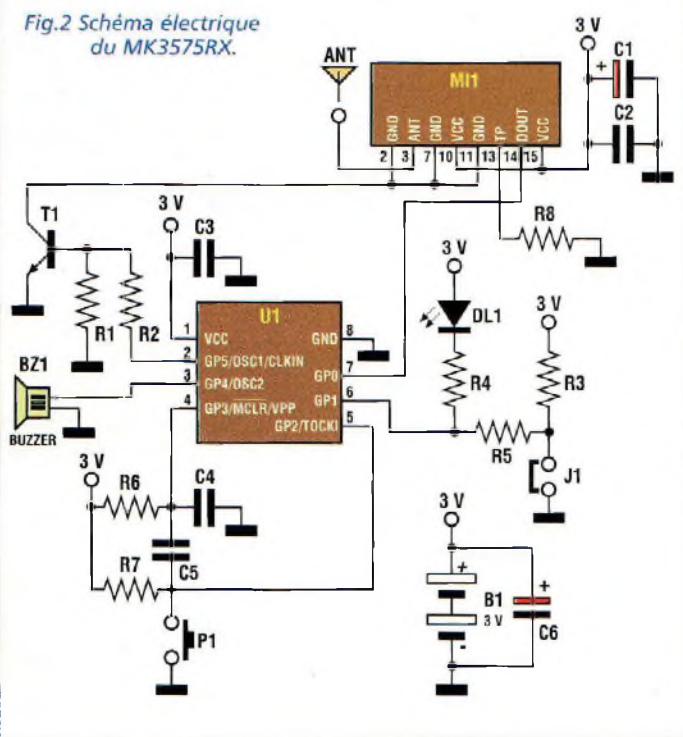 Fig.2 Schéma électrique
du MK3575RX.
ANT
MI1
GND ANT GND VCC GND TP DOUT VCC
2 3 7 10 11 13 14 15
3 V
C1
+
C2
T1
3 V
C3
R8
R1
R2
3 V
DL1
3 V
U1
1 VCC
GND 8
2 GP5/OSC1/CLKIN
GP0 7
3 GP4/OSC2
GP1 6
4 GP3/MCLR/VPP
GP2/TOCKI 5
BZ1
BUZZER
R4
R3
R5
J1
3 V
R6
C4
R7
C5
P1
3 V
+
B1
3 V
-
+
C6